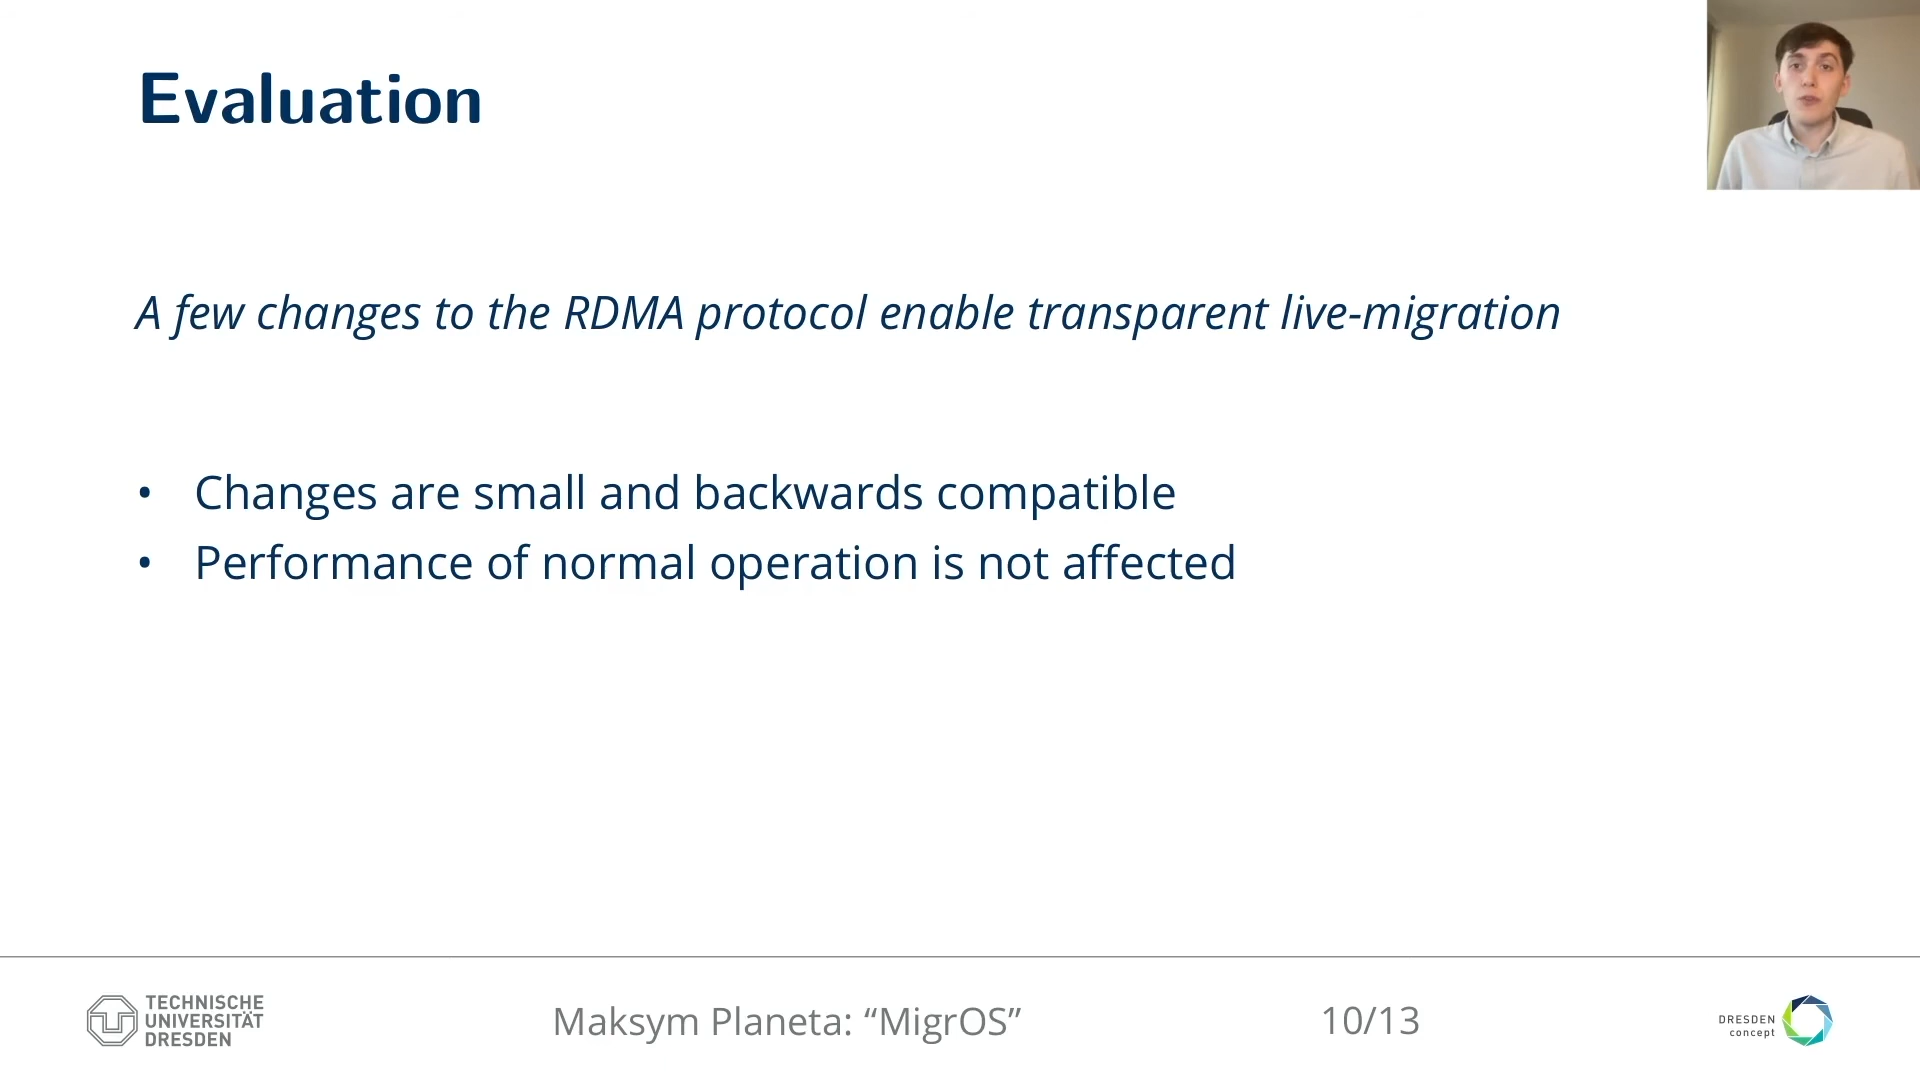 Evaluation
A few changes to the RDMA protocol enable transparent live-migration
• Changes are small and backwards compatible
• Performance of normal operation is not affected
TECHNISCHE
UNIVERSITÄT
DRESDEN
Maksym Planeta: “MigrOS”
10/13
DRESDEN
concept